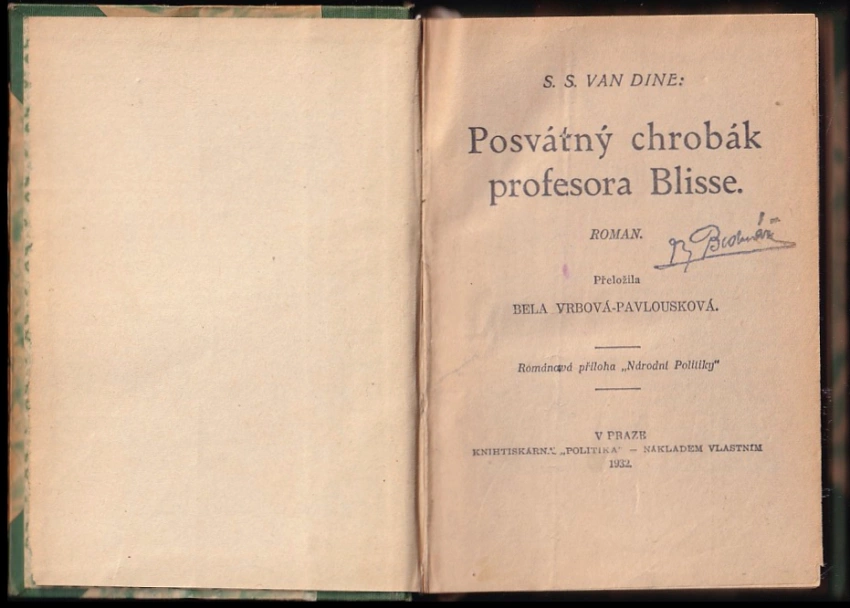 S. S. VAN DINE:
Posvátný chrobák
profesora Blisse.
ROMAN.
Přeložila
BELA VRBOVÁ-PAVLOUSKOVÁ.
Románová příloha „Národní Politiky"
V PRAZE
KNIHTISKÁRNA „POLITIKA" — NÁKLADEM VLASTNÍM
1932.